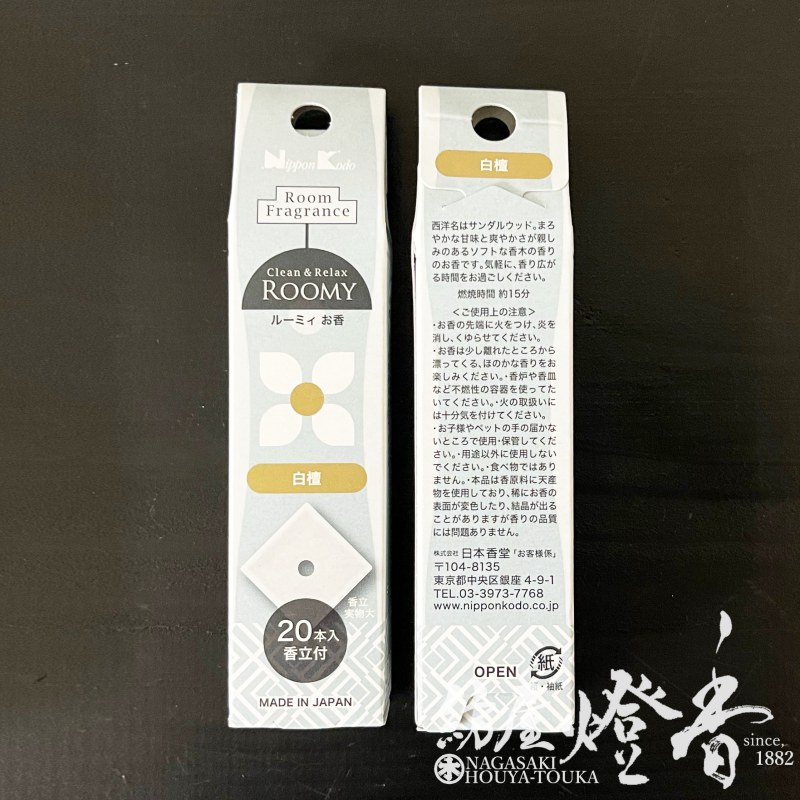 Nippon Kodo
Room
Fragrance
Clean & Relax
ROOMY
ルーミィ お香
白檀
香立
実物大
20本入
香立付
MADE IN JAPAN
白檀
西洋名はサンダルウッド。まろ
やかな甘味と爽やかさが親し
みのあるソフトな香木の香り
のお香です。気軽に、香り広が
る時間をお過ごしください。
燃焼時間 約15分
＜ご使用上の注意＞
・お香の先端に火をつけ、炎を
消し、くゆらせてください。
・お香は少し離れたところから
漂ってくる、ほのかな香りをお
楽しみください。・香炉や香皿
など不燃性の容器を使ってた
いてください。・火の取扱いに
は十分気を付けてください。
・お子様やペットの手の届かな
いところで使用・保管してくだ
さい。・用途以外に使用しない
でください。・食べ物ではあり
ません。・本品は香原料に天産
物を使用しており、稀にお香の
表面が変色したり、結晶が出る
ことがありますが香りの品質
には問題ありません。
株式会社 日本香堂「お客様係」
〒104-8135
東京都中央区銀座 4-9-1
TEL.03-3973-7768
www.nipponkodo.co.jp
OPEN
紙
・袖紙
屋燈香
since,
1882
NAGASAKI
HOUYA-TOUKA